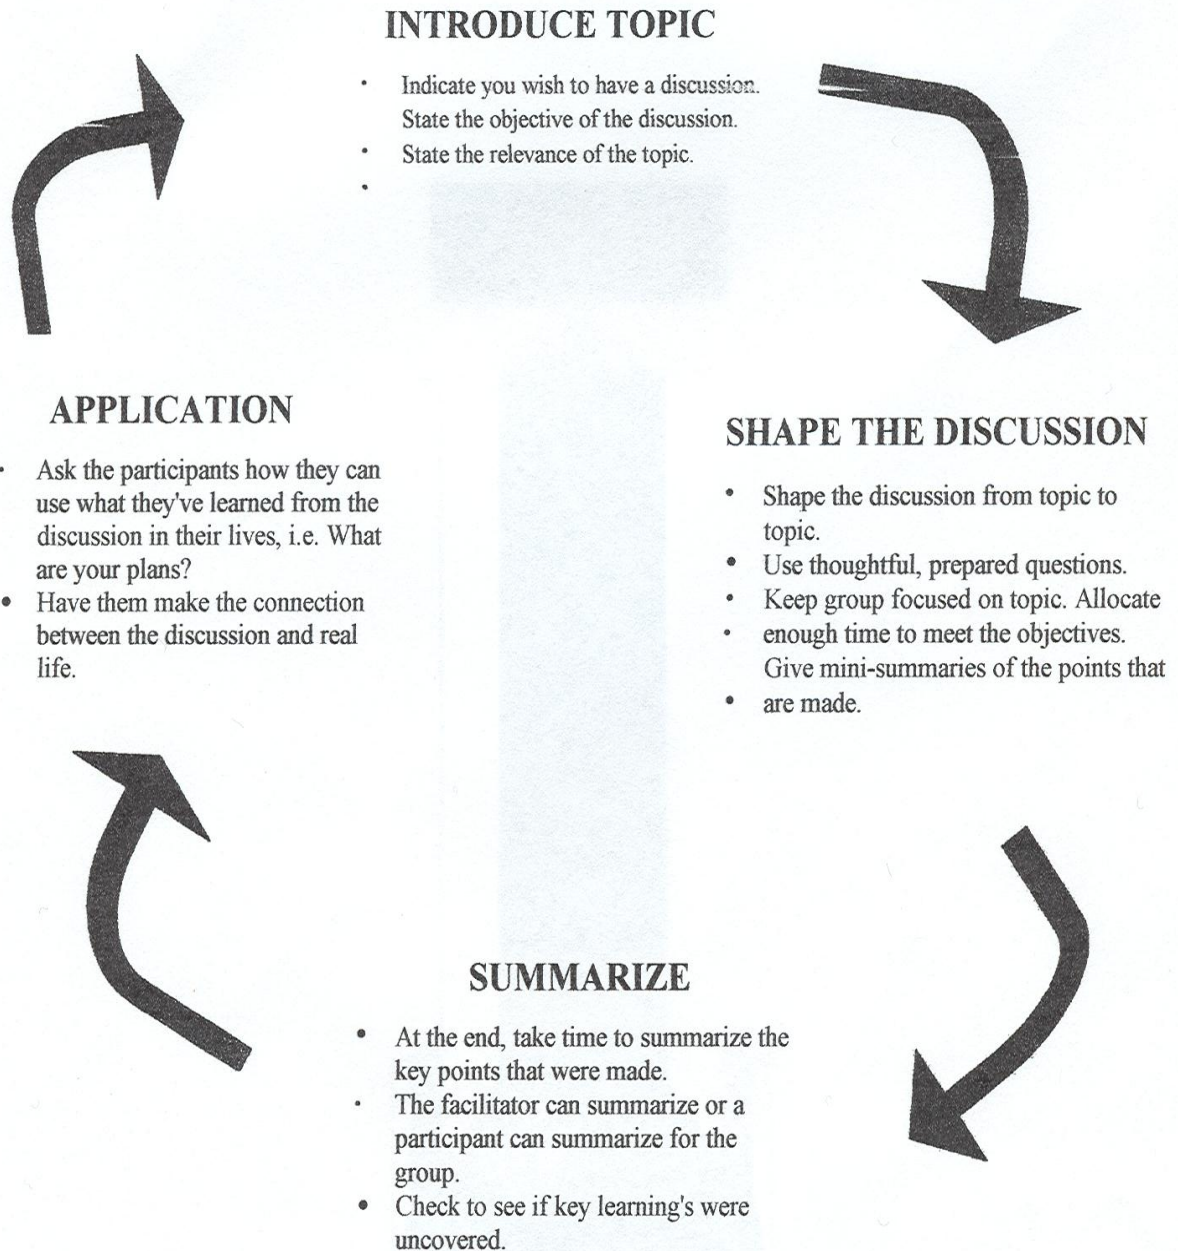 INTRODUCE TOPIC
· Indicate you wish to have a discussion.
State the objective of the discussion.
· State the relevance of the topic.
·
APPLICATION
· Ask the participants how they can
use what they've learned from the
discussion in their lives, i.e. What
are your plans?
• Have them make the connection
between the discussion and real
life.
SHAPE THE DISCUSSION
• Shape the discussion from topic to
topic.
• Use thoughtful, prepared questions.
· Keep group focused on topic. Allocate
· enough time to meet the objectives.
Give mini-summaries of the points that
• are made.
SUMMARIZE
• At the end, take time to summarize the
key points that were made.
· The facilitator can summarize or a
participant can summarize for the
group.
• Check to see if key learning's were
uncovered.